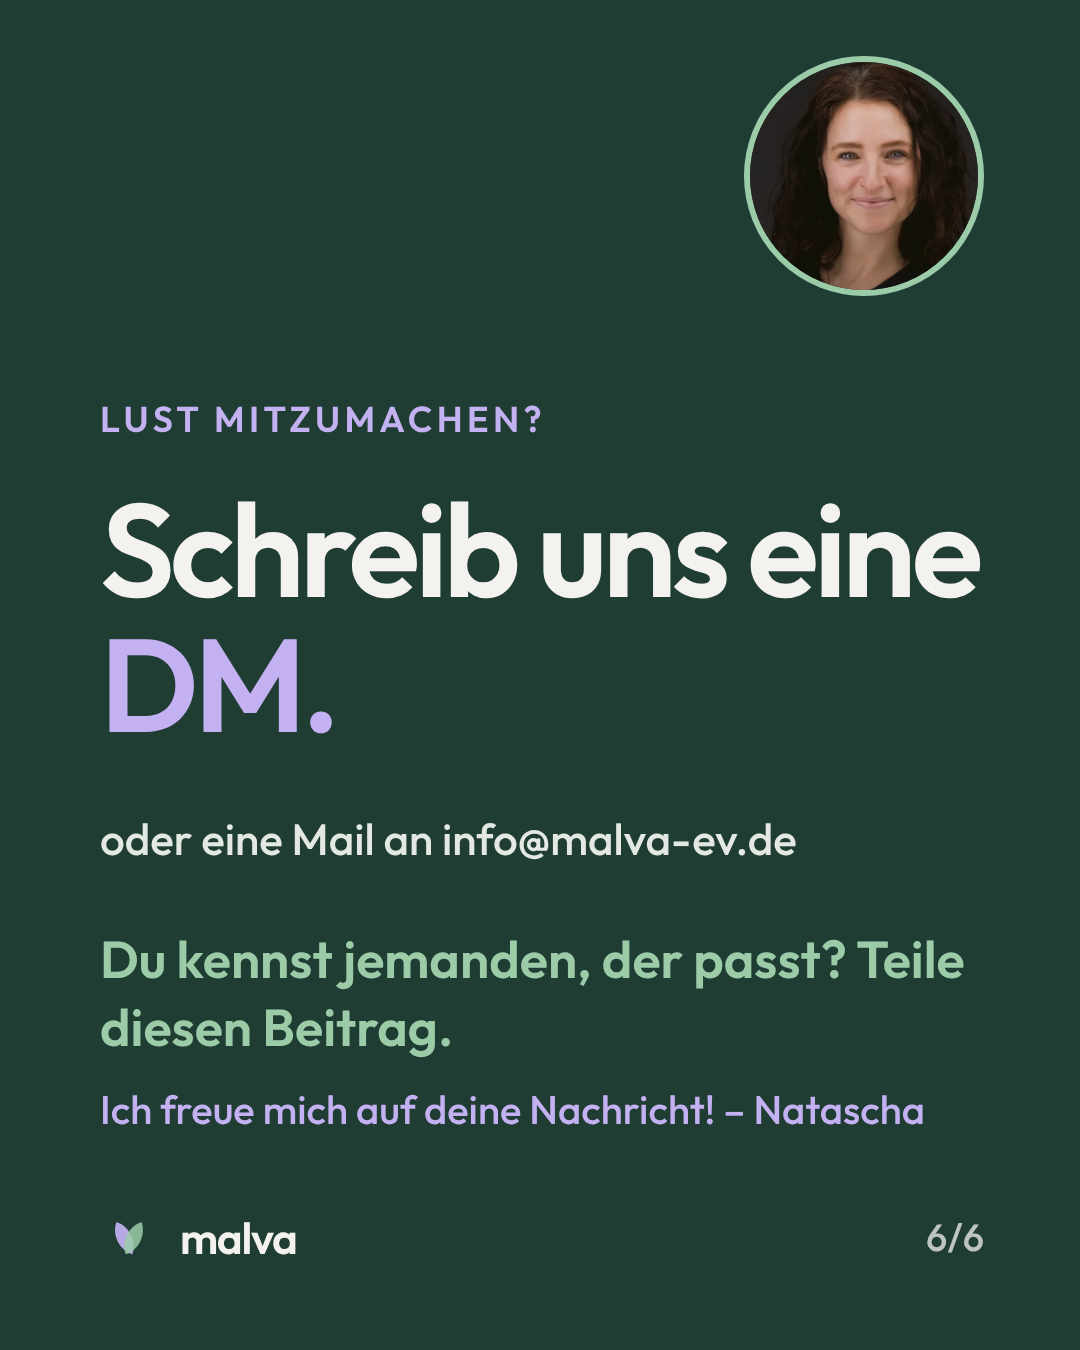 LUST MITZUMACHEN?
Schreib uns eine
DM.
oder eine Mail an info@malva-ev.de
Du kennst jemanden, der passt? Teile
diesen Beitrag.
Ich freue mich auf deine Nachricht! – Natascha
malva
6/6